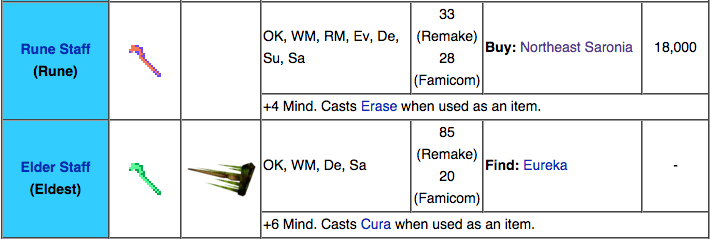 Rune Staff
(Rune)
OK, WM, RM, Ev, De,
Su, Sa
33
(Remake)
28
(Famicom)
Buy: Northeast Saronia
18,000
+4 Mind. Casts Erase when used as an item.
Elder Staff
(Eldest)
OK, WM, De, Sa
85
(Remake)
20
(Famicom)
Find: Eureka
-
+6 Mind. Casts Cura when used as an item.